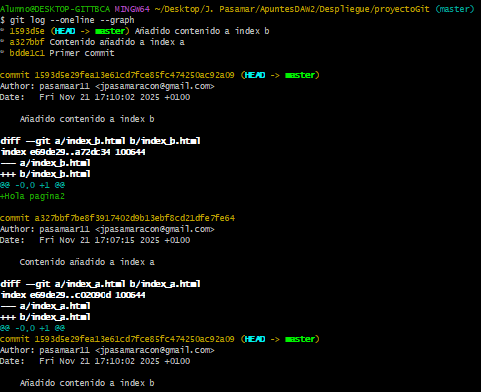 Alumno@DESKTOP-GITTBCA MINGW64 ~/Desktop/J. Pasamar/ApuntesDAW2/Despliegue/proyectoGit (master)
$ git log --oneline --graph
* 1593d5e (HEAD -> master) Añadido contenido a index b
* a327bbf Contenido añadido a index a
* bdde1c1 Primer commit
commit 1593d5e29fea13e61cd7fce85fc474250ac92a09 (HEAD -> master)
Author: pasamaar11 <jpasamaracon@gmail.com>
Date:   Fri Nov 21 17:10:02 2025 +0100
    Añadido contenido a index b
diff --git a/index_b.html b/index_b.html
index e69de29..a72dc34 100644
--- a/index_b.html
+++ b/index_b.html
@@ -0,0 +1 @@
+Hola pagina2
commit a327bbf7be8f3917402d9b13ebf8cd21dfe7fe64
Author: pasamaar11 <jpasamaracon@gmail.com>
Date:   Fri Nov 21 17:07:15 2025 +0100
    Contenido añadido a index a
diff --git a/index_a.html b/index_a.html
index e69de29..c02090d 100644
--- a/index_a.html
+++ b/index_a.html
@@ -0,0 +1 @@
commit 1593d5e29fea13e61cd7fce85fc474250ac92a09 (HEAD -> master)
Author: pasamaar11 <jpasamaracon@gmail.com>
Date:   Fri Nov 21 17:10:02 2025 +0100
    Añadido contenido a index b